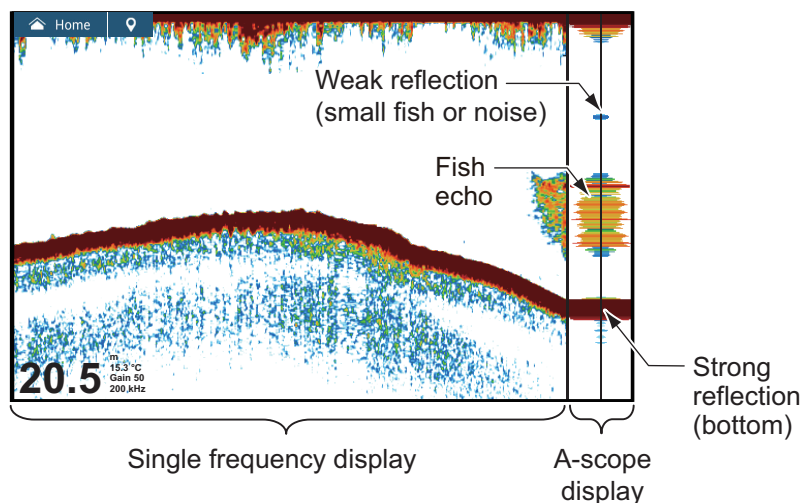 Home
Weak reflection
(small fish or noise)
Fish
echo
20.5
m
15.3 °C
Gain 50
200 kHz
Strong
reflection
(bottom)
Single frequency display
A-scope
display